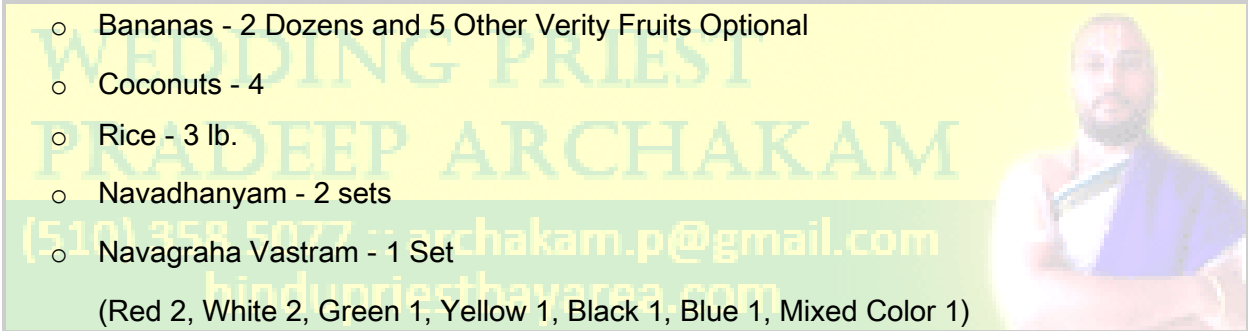 o Bananas - 2 Dozens and 5 Other Verity Fruits Optional
WEDDING PRIEST
o Coconuts - 4
o Rice - 3 lb.
PRADEEP ARCHAKAM
o Navadhanyam - 2 sets
(510) 358 5077 :: archakam.p@gmail.com
o Navagraha Vastram - 1 Set
hindupriestbayarea.com
(Red 2, White 2, Green 1, Yellow 1, Black 1, Blue 1, Mixed Color 1)